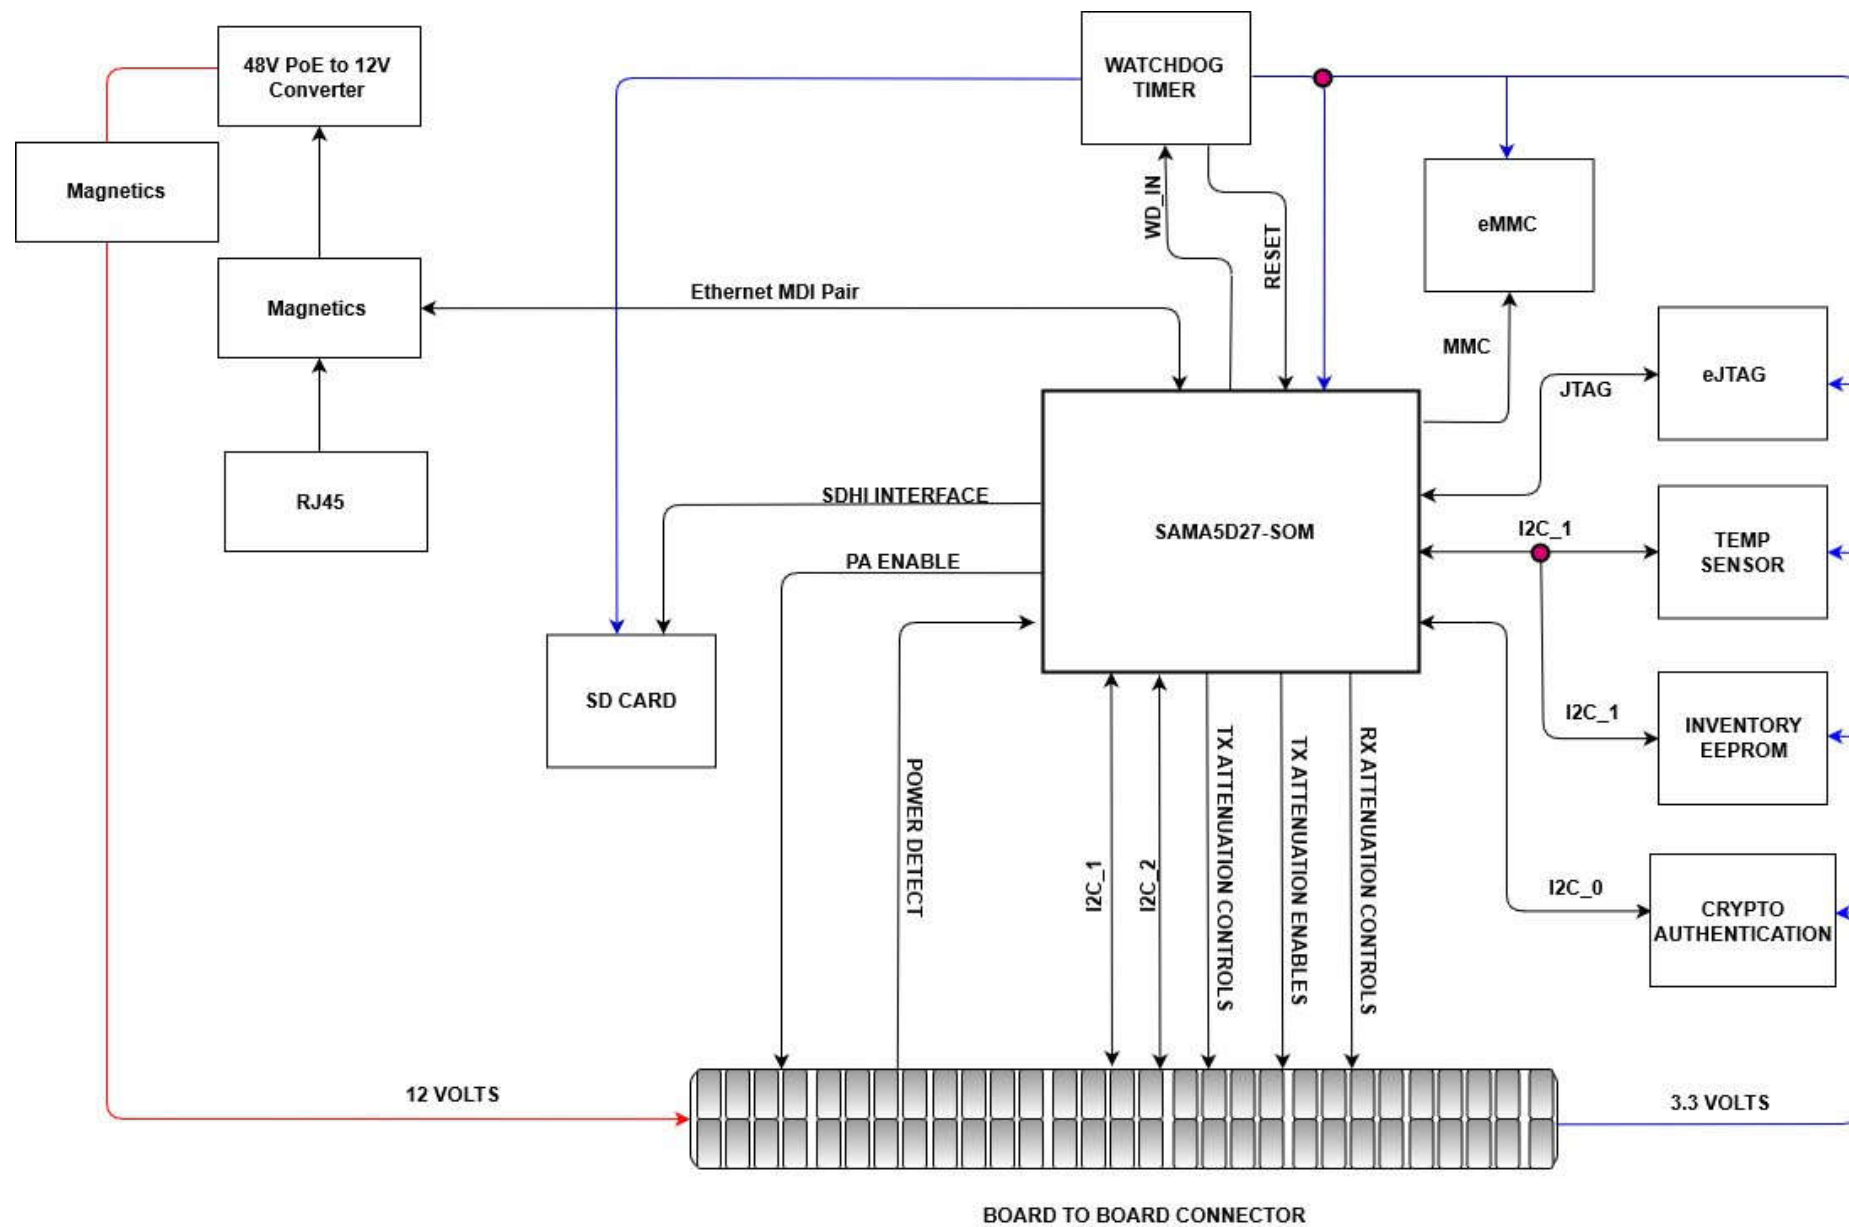 48V PoE to 12V
Converter
WATCHDOG
TIMER
Magnetics
WD_IN
RESET
eMMC
Ethernet MDI Pair
Magnetics
MMC
eJTAG
JTAG
RJ45
SDHI INTERFACE
SAMA5D27-SOM
I2C_1
TEMP
SENSOR
PA ENABLE
SD CARD
I2C_1
INVENTORY
EEPROM
POWER DETECT
I2C_1
I2C_2
TX ATTENUATION CONTROLS
TX ATTENUATION ENABLES
RX ATTENUATION CONTROLS
I2C_0
CRYPTO
AUTHENTICATION
12 VOLTS
3.3 VOLTS
BOARD TO BOARD CONNECTOR